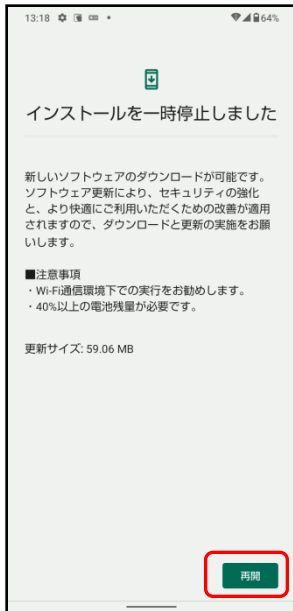 13:18
64%
インストールを一時停止しました
新しいソフトウェアのダウンロードが可能です。
ソフトウェア更新により、セキュリティの強化
と、より快適にご利用いただくための改善が適用
されますので、ダウンロードと更新の実施をお願
いします。
■注意事項
・Wi-Fi通信環境下での実行をお勧めします。
・40%以上の電池残量が必要です。
更新サイズ: 59.06 MB
再開